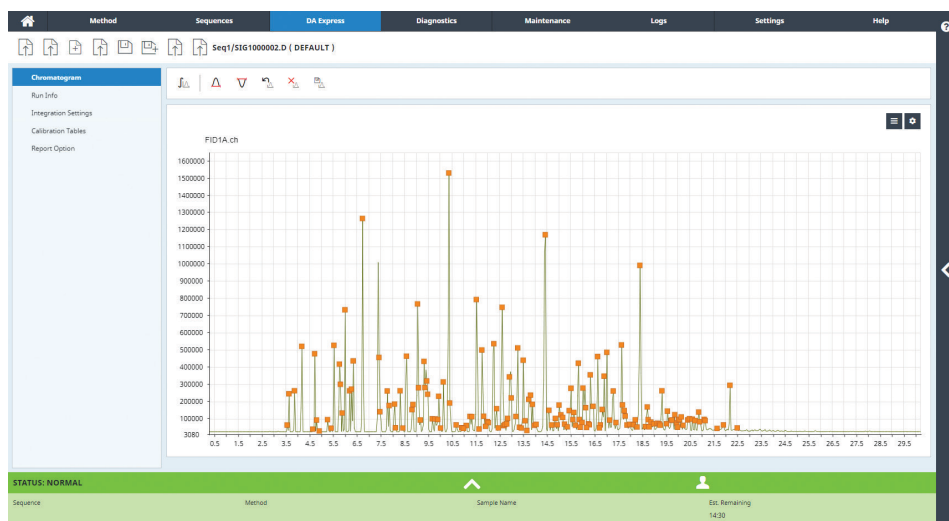 Method Sequences DA Express Diagnostics Maintenance Logs Settings Help
Seq1/SIG1000002.D ( DEFAULT )
Chromatogram
Run Info
Integration Settings
Calibration Tables
Report Option
FID1A.ch
1600000
1500000
1400000
1300000
1200000
1100000
1000000
900000
800000
700000
600000
500000
400000
300000
200000
100000
3080
0.5 1.5 2.5 3.5 4.5 5.5 6.5 7.5 8.5 9.5 10.5 11.5 12.5 13.5 14.5 15.5 16.5 17.5 18.5 19.5 20.5 21.5 22.5 23.5 24.5 25.5 26.5 27.5 28.5 29.5
STATUS: NORMAL
Sequence Method Sample Name Est. Remaining
14:30